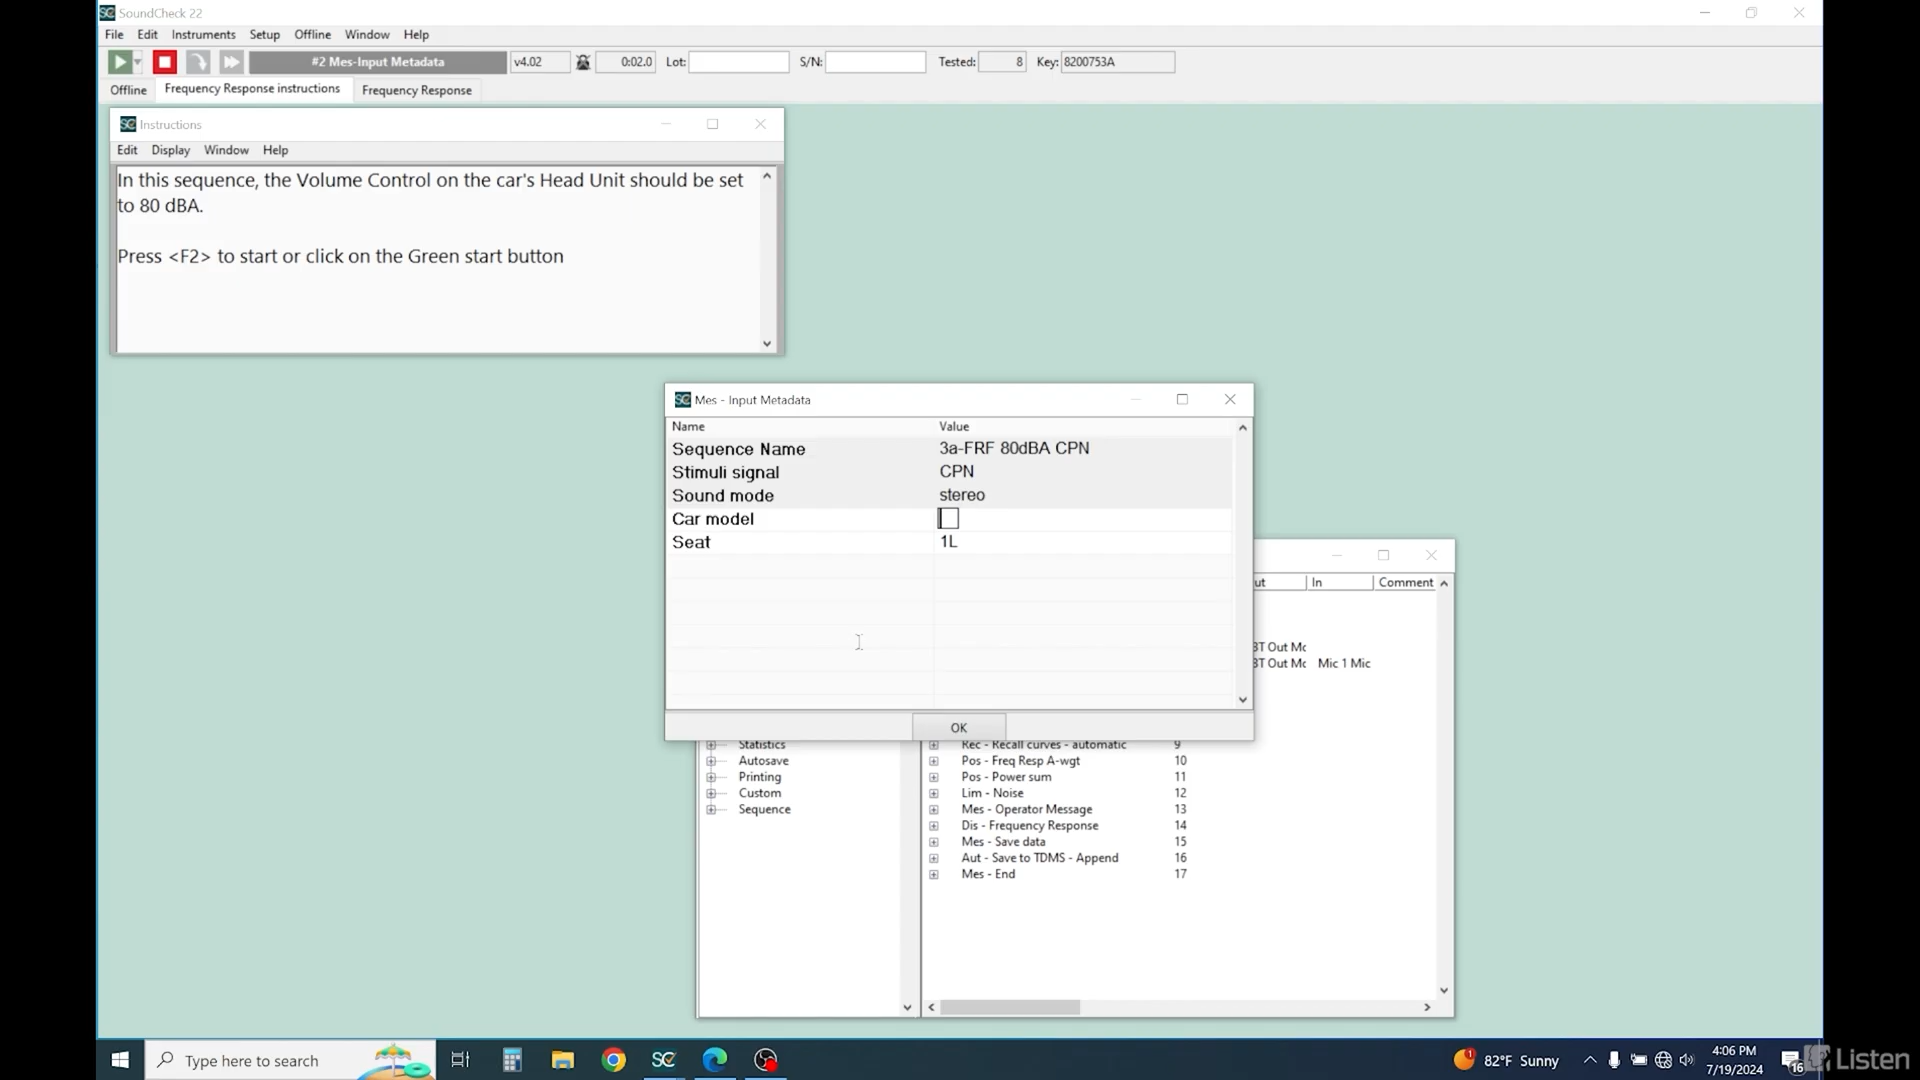 SoundCheck 22
File Edit Instruments Setup Offline Window Help
#2 Mes-Input Metadata v4.02 0:02.0 Lot: S/N: Tested: 8 Key: 8200753A
Offline Frequency Response instructions Frequency Response
Instructions
Edit Display Window Help
In this sequence, the Volume Control on the car's Head Unit should be set
to 80 dBA.
Press <F2> to start or click on the Green start button
Mes - Input Metadata
Name Value
Sequence Name 3a-FRF 80dBA CPN
Stimuli signal CPN
Sound mode stereo
Car model
Seat 1L
OK
ut In Comment
BT Out Mc
BT Out Mc Mic 1 Mic
Statistics
Autosave
Printing
Custom
Sequence
Rec - Recall curves - automatic 9
Pos - Freq Resp A-wgt 10
Pos - Power sum 11
Lim - Noise 12
Mes - Operator Message 13
Dis - Frequency Response 14
Mes - Save data 15
Aut - Save to TDMS - Append 16
Mes - End 17
Type here to search
SC
1
82°F Sunny
4:06 PM
7/19/2024
16
Listen